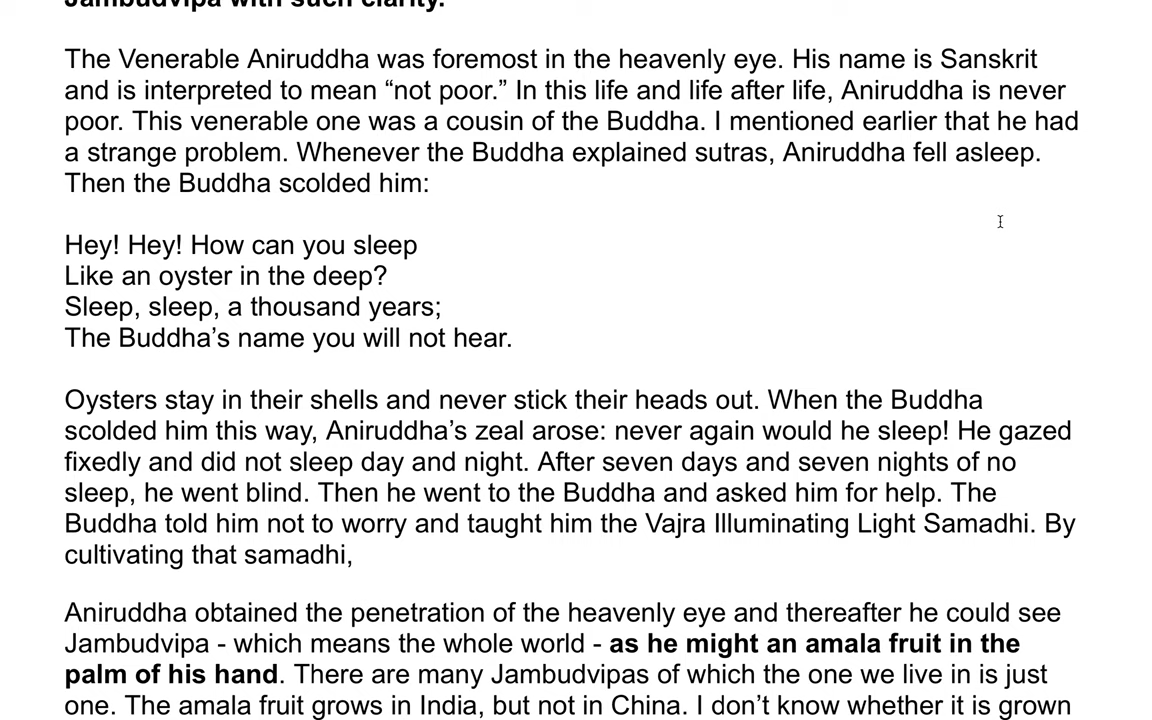 Jambudvipa with such clarity.
The Venerable Aniruddha was foremost in the heavenly eye. His name is Sanskrit
and is interpreted to mean “not poor.” In this life and life after life, Aniruddha is never
poor. This venerable one was a cousin of the Buddha. I mentioned earlier that he had
a strange problem. Whenever the Buddha explained sutras, Aniruddha fell asleep.
Then the Buddha scolded him:
Hey! Hey! How can you sleep
Like an oyster in the deep?
Sleep, sleep, a thousand years;
The Buddha’s name you will not hear.
Oysters stay in their shells and never stick their heads out. When the Buddha
scolded him this way, Aniruddha’s zeal arose: never again would he sleep! He gazed
fixedly and did not sleep day and night. After seven days and seven nights of no
sleep, he went blind. Then he went to the Buddha and asked him for help. The
Buddha told him not to worry and taught him the Vajra Illuminating Light Samadhi. By
cultivating that samadhi,
Aniruddha obtained the penetration of the heavenly eye and thereafter he could see
Jambudvipa - which means the whole world - as he might an amala fruit in the
palm of his hand. There are many Jambudvipas of which the one we live in is just
one. The amala fruit grows in India, but not in China. I don’t know whether it is grown